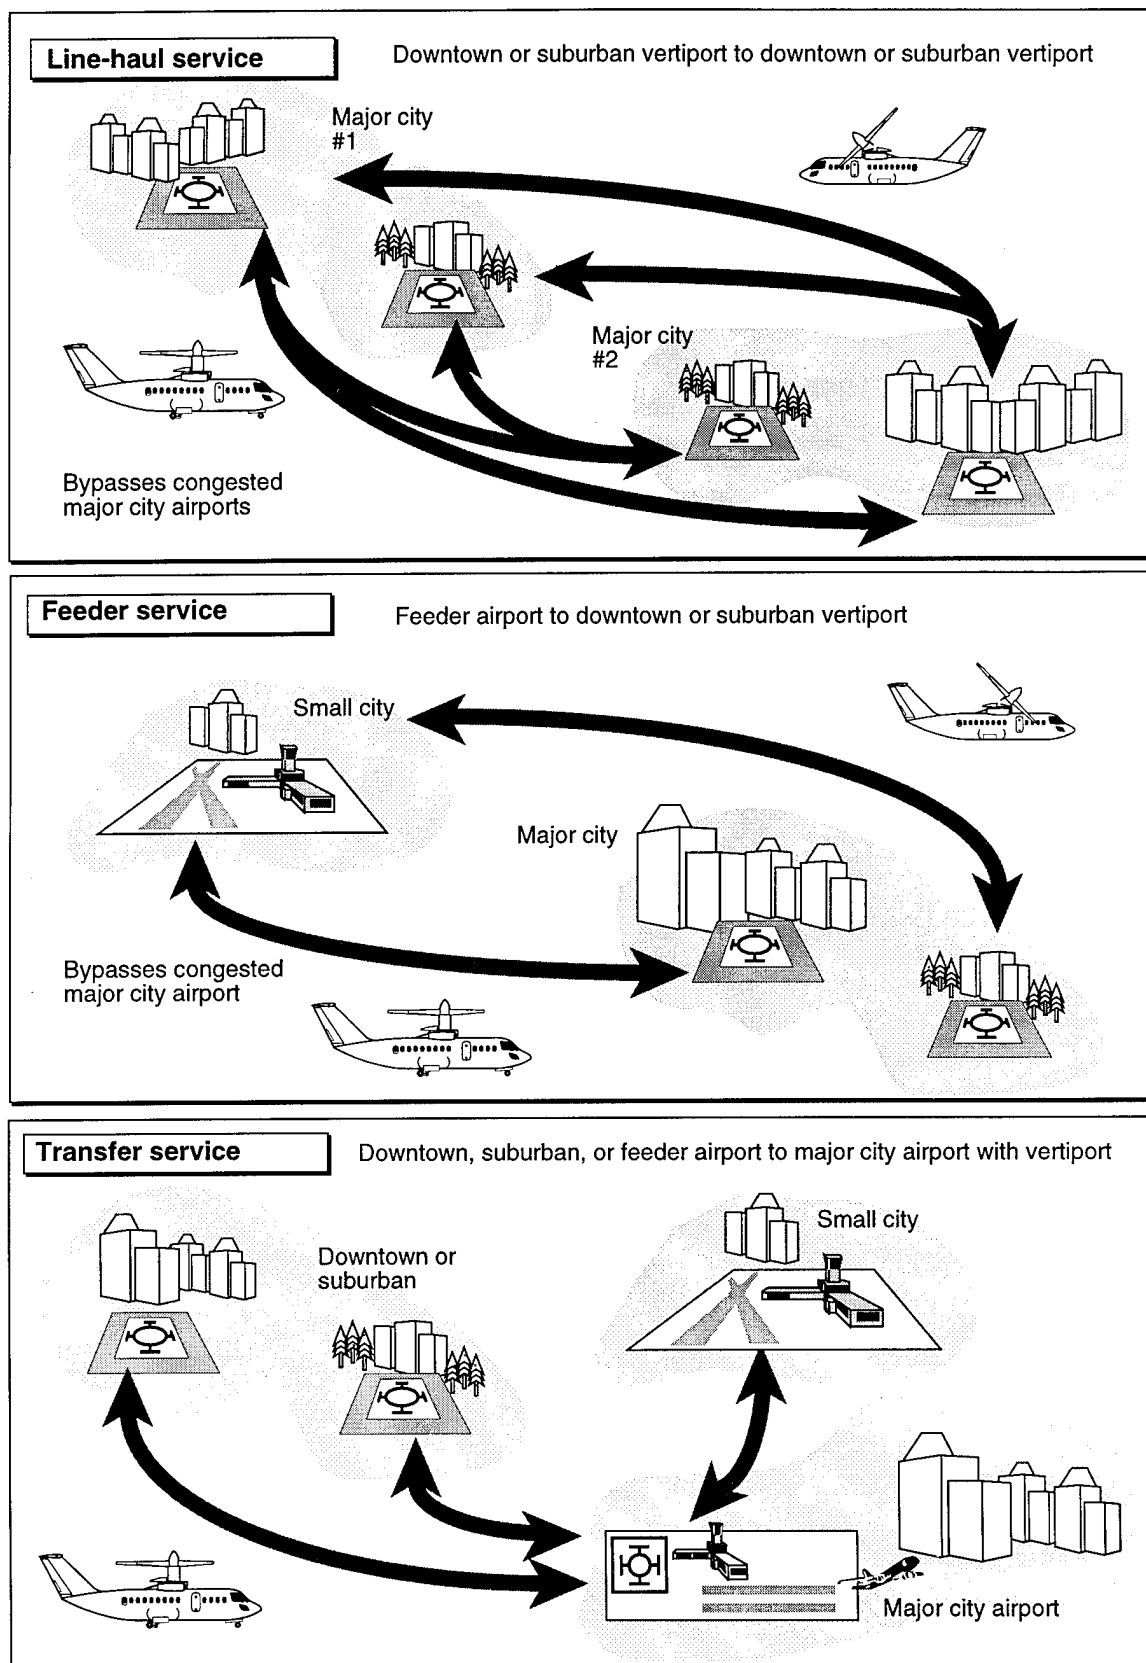 Line-haul service
Downtown or suburban vertiport to downtown or suburban vertiport
Major city
#1
Major city
#2
Bypasses congested
major city airports
Feeder service
Feeder airport to downtown or suburban vertiport
Small city
Major city
Bypasses congested
major city airport
Transfer service
Downtown, suburban, or feeder airport to major city airport with vertiport
Small city
Downtown or
suburban
Major city airport